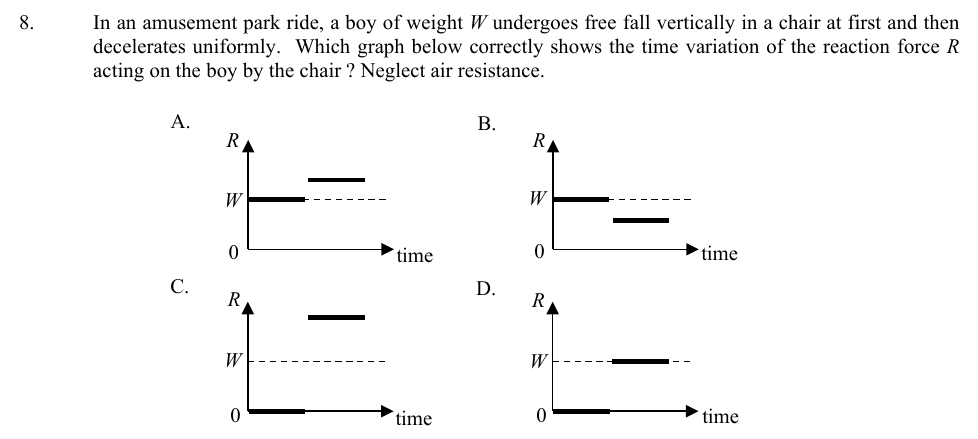 8. In an amusement park ride, a boy of weight W undergoes free fall vertically in a chair at first and then
decelerates uniformly. Which graph below correctly shows the time variation of the reaction force R
acting on the boy by the chair ? Neglect air resistance.
A.
R
W
0
time
B.
R
W
0
time
C.
R
W
0
time
D.
R
W
0
time